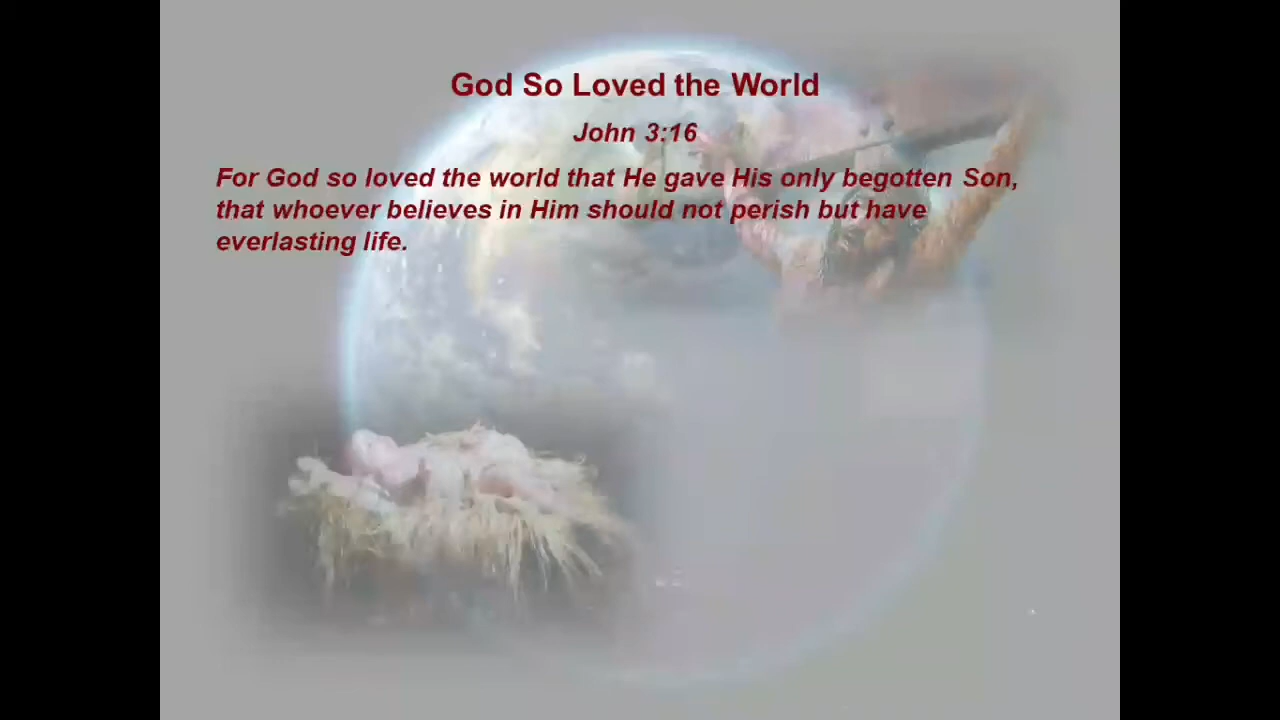 God So Loved the World
John 3:16
For God so loved the world that He gave His only begotten Son,
that whoever believes in Him should not perish but have
everlasting life.